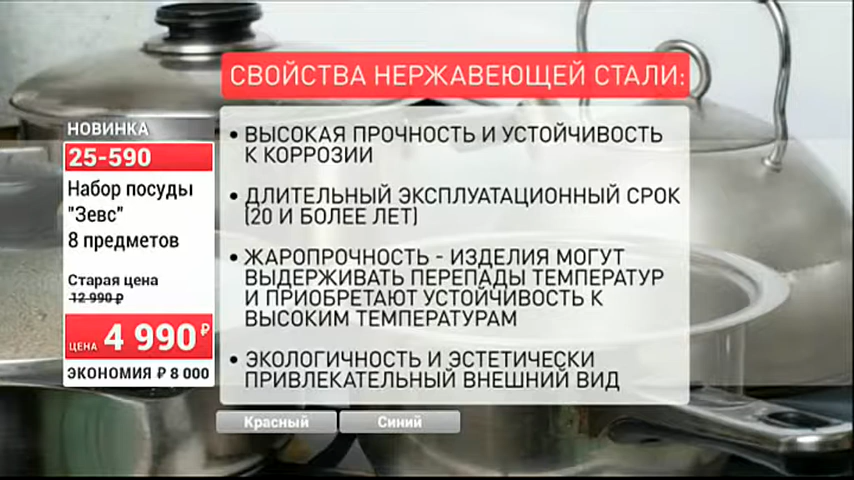 СВОЙСТВА НЕРЖАВЕЮЩЕЙ СТАЛИ:
НОВИНКА
25-590
Набор посуды
"Зевс"
8 предметов
Старая цена
12 990 ₽
ЦЕНА 4 990 ₽
ЭКОНОМИЯ ₽ 8 000
• ВЫСОКАЯ ПРОЧНОСТЬ И УСТОЙЧИВОСТЬ
К КОРРОЗИИ
• ДЛИТЕЛЬНЫЙ ЭКСПЛУАТАЦИОННЫЙ СРОК
(20 И БОЛЕЕ ЛЕТ)
• ЖАРОПРОЧНОСТЬ - ИЗДЕЛИЯ МОГУТ
ВЫДЕРЖИВАТЬ ПЕРЕПАДЫ ТЕМПЕРАТУР
И ПРИОБРЕТАЮТ УСТОЙЧИВОСТЬ К
ВЫСОКИМ ТЕМПЕРАТУРАМ
• ЭКОЛОГИЧНОСТЬ И ЭСТЕТИЧЕСКИ
ПРИВЛЕКАТЕЛЬНЫЙ ВНЕШНИЙ ВИД
Красный
Синий